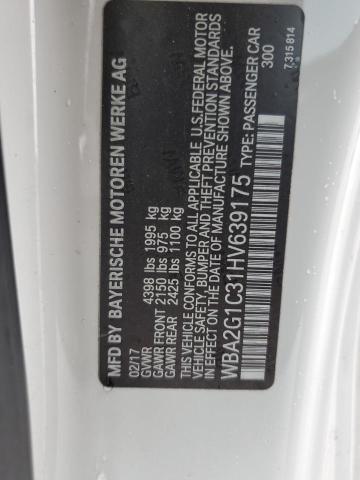 MFD BY BAYERISCHE MOTOREN WERKE AG
02/17
GVWR 4398 lbs 1995 kg
GAWR FRONT 2150 lbs 975 kg
GAWR REAR 2425 lbs 1100 kg
THIS VEHICLE CONFORMS TO ALL APPLICABLE U.S.FEDERAL MOTOR
VEHICLE SAFETY, BUMPER AND THEFT PREVENTION STANDARDS
IN EFFECT ON THE DATE OF MANUFACTURE SHOWN ABOVE.
WBA2G1C31HV639175 TYPE: PASSENGER CAR
300
7 315 814